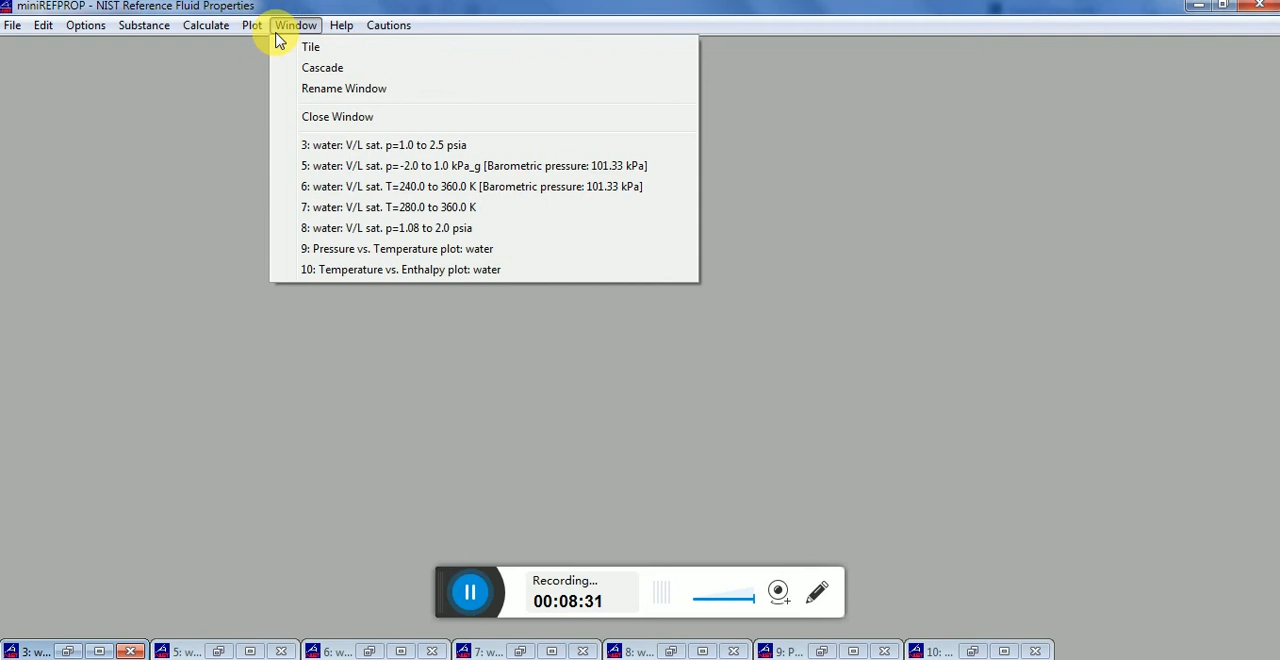 miniREFPROP - NIST Reference Fluid Properties
File Edit Options Substance Calculate Plot Window Help Cautions
Tile
Cascade
Rename Window
Close Window
3: water: V/L sat. p=1.0 to 2.5 psia
5: water: V/L sat. p=-2.0 to 1.0 kPa_g [Barometric pressure: 101.33 kPa]
6: water: V/L sat. T=240.0 to 360.0 K [Barometric pressure: 101.33 kPa]
7: water: V/L sat. T=280.0 to 360.0 K
8: water: V/L sat. p=1.08 to 2.0 psia
9: Pressure vs. Temperature plot: water
10: Temperature vs. Enthalpy plot: water
Recording...
00:08:31
3: w... 5: w... 6: w... 7: w... 8: w... 9: P... 10: ...